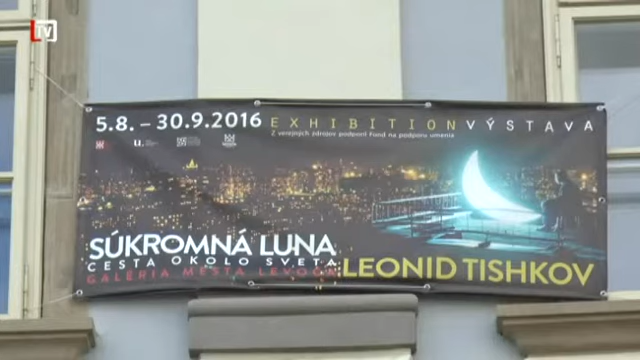 LTV
5.8. – 30.9.2016 EXHIBITION VÝSTAVA
Z verejných zdrojov podporil Fond na podporu umenia
u.
SÚKROMNÁ LUNA
CESTA OKOLO SVETA
GALÉRIA MESTA LEVOČA
LEONID TISHKOV